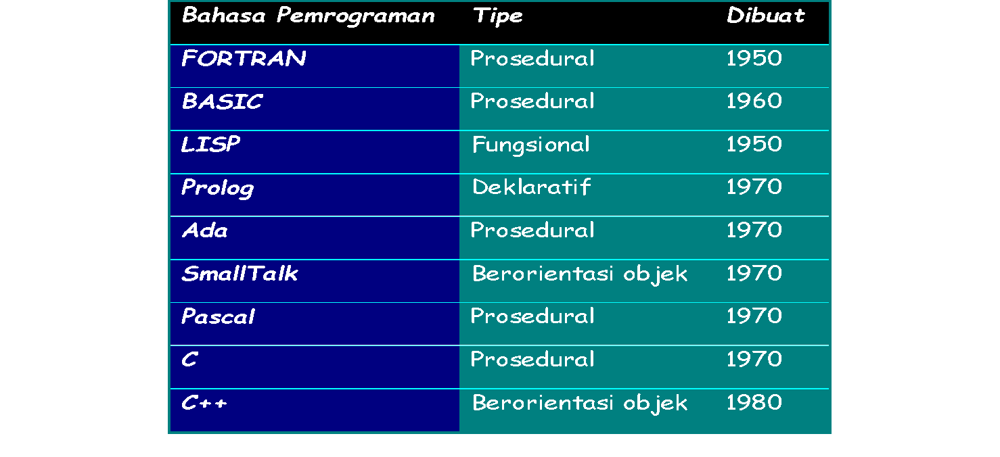 Bahasa Pemrograman Tipe Dibuat
FORTRAN Prosedural 1950
BASIC Prosedural 1960
LISP Fungsional 1950
Prolog Deklaratif 1970
Ada Prosedural 1970
SmallTalk Berorientasi objek 1970
Pascal Prosedural 1970
C Prosedural 1970
C++ Berorientasi objek 1980